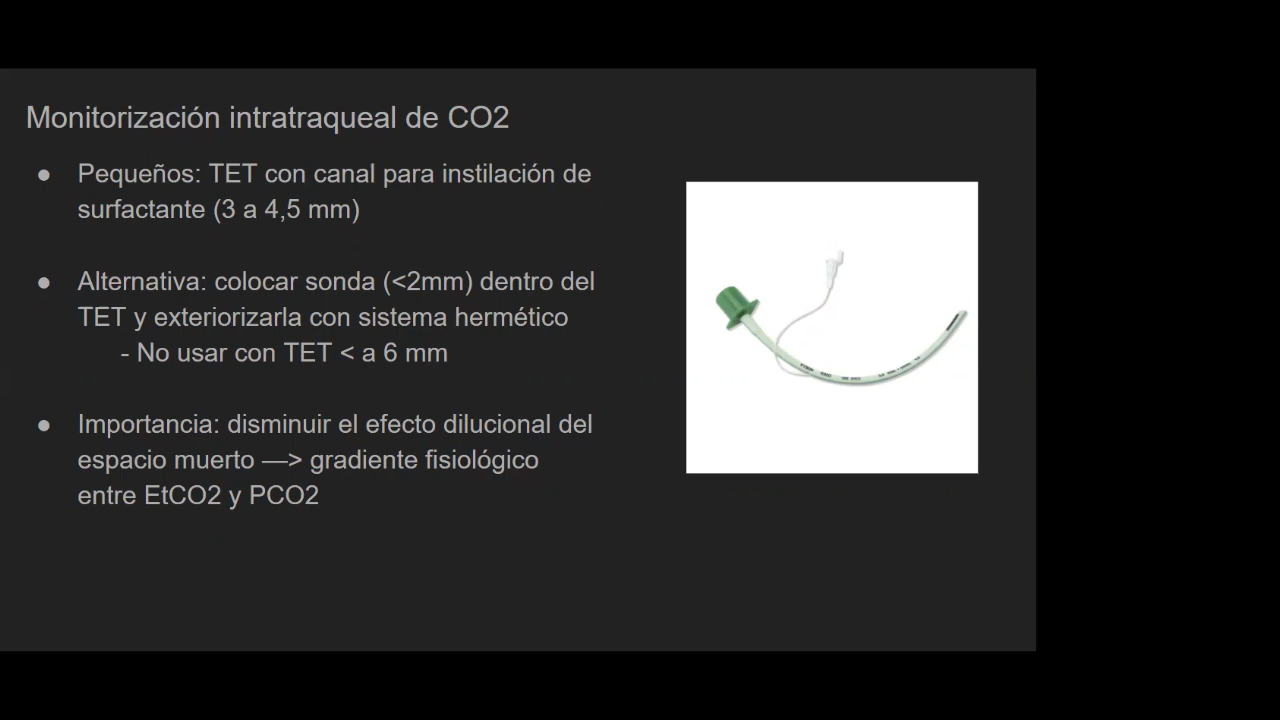 Monitorización intratraqueal de CO2
● Pequeños: TET con canal para instilación de
surfactante (3 a 4,5 mm)
● Alternativa: colocar sonda (<2mm) dentro del
TET y exteriorizarla con sistema hermético
- No usar con TET < a 6 mm
● Importancia: disminuir el efecto dilucional del
espacio muerto —> gradiente fisiológico
entre EtCO2 y PCO2